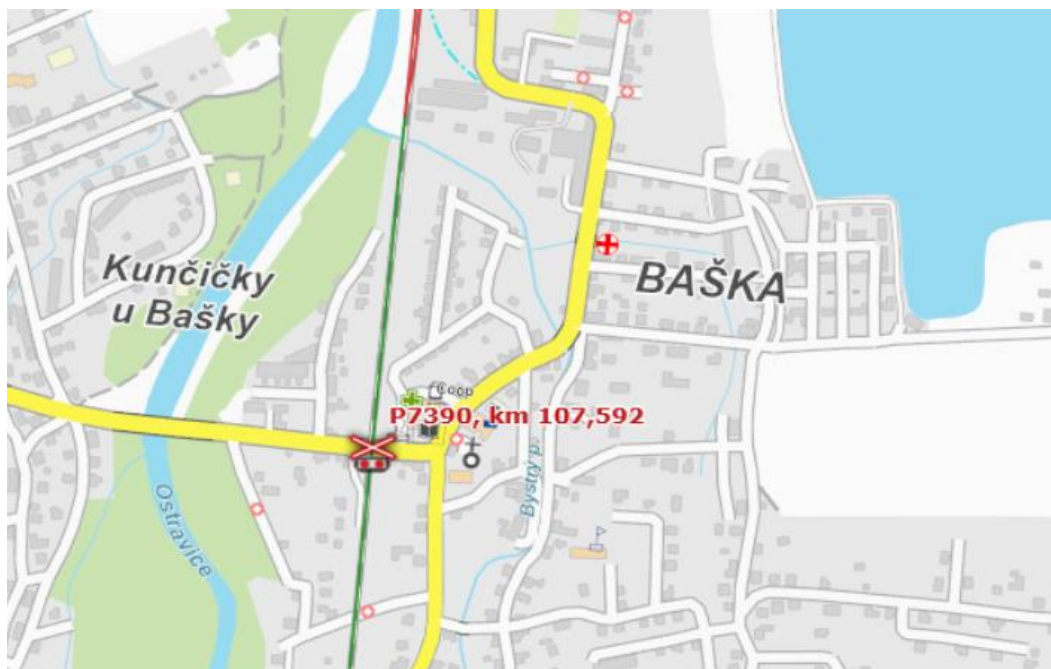 Kunčičky
u Bašky
BAŠKA
Coop
P7390, km 107,592
Bystrý p.
Ostravice